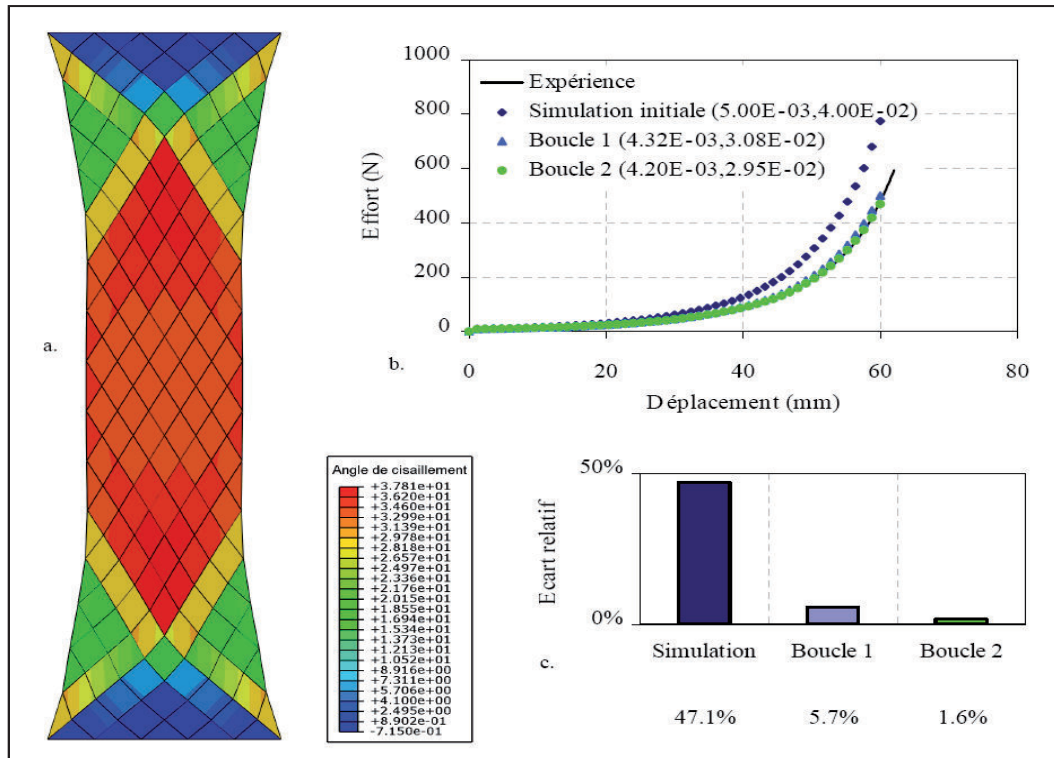 a.
1000
800
600
400
200
0
Effort (N)
Expérience
Simulation initiale (5.00E-03,4.00E-02)
Boucle 1 (4.32E-03,3.08E-02)
Boucle 2 (4.20E-03,2.95E-02)
b.
0 20 40 60 80
Déplacement (mm)
Angle de cisaillement
+3.781e+01
+3.620e+01
+3.460e+01
+3.299e+01
+3.139e+01
+2.978e+01
+2.818e+01
+2.657e+01
+2.497e+01
+2.336e+01
+2.176e+01
+2.015e+01
+1.855e+01
+1.694e+01
+1.534e+01
+1.373e+01
+1.213e+01
+1.052e+01
+8.916e+00
+7.311e+00
+5.706e+00
+4.100e+00
+2.495e+00
+8.902e-01
-7.150e-01
50%
0%
Ecart relatif
c.
Simulation Boucle 1 Boucle 2
47.1% 5.7% 1.6%